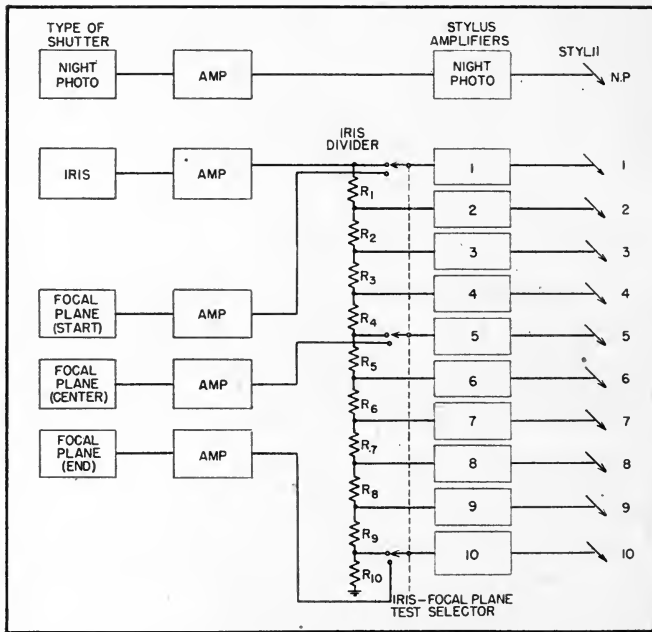 TYPE OF
SHUTTER
STYLUS
AMPLIFIERS
STYLII
NIGHT
PHOTO
AMP
NIGHT
PHOTO
N.P
IRIS
DIVIDER
IRIS
AMP
1
1
R1
2
2
R2
3
3
R3
4
4
R4
FOCAL
PLANE
(START)
AMP
5
5
R5
FOCAL
PLANE
(CENTER)
AMP
6
6
R6
7
7
R7
FOCAL
PLANE
(END)
AMP
8
8
R8
9
9
R9
10
10
R10
IRIS-FOCAL PLANE
TEST SELECTOR